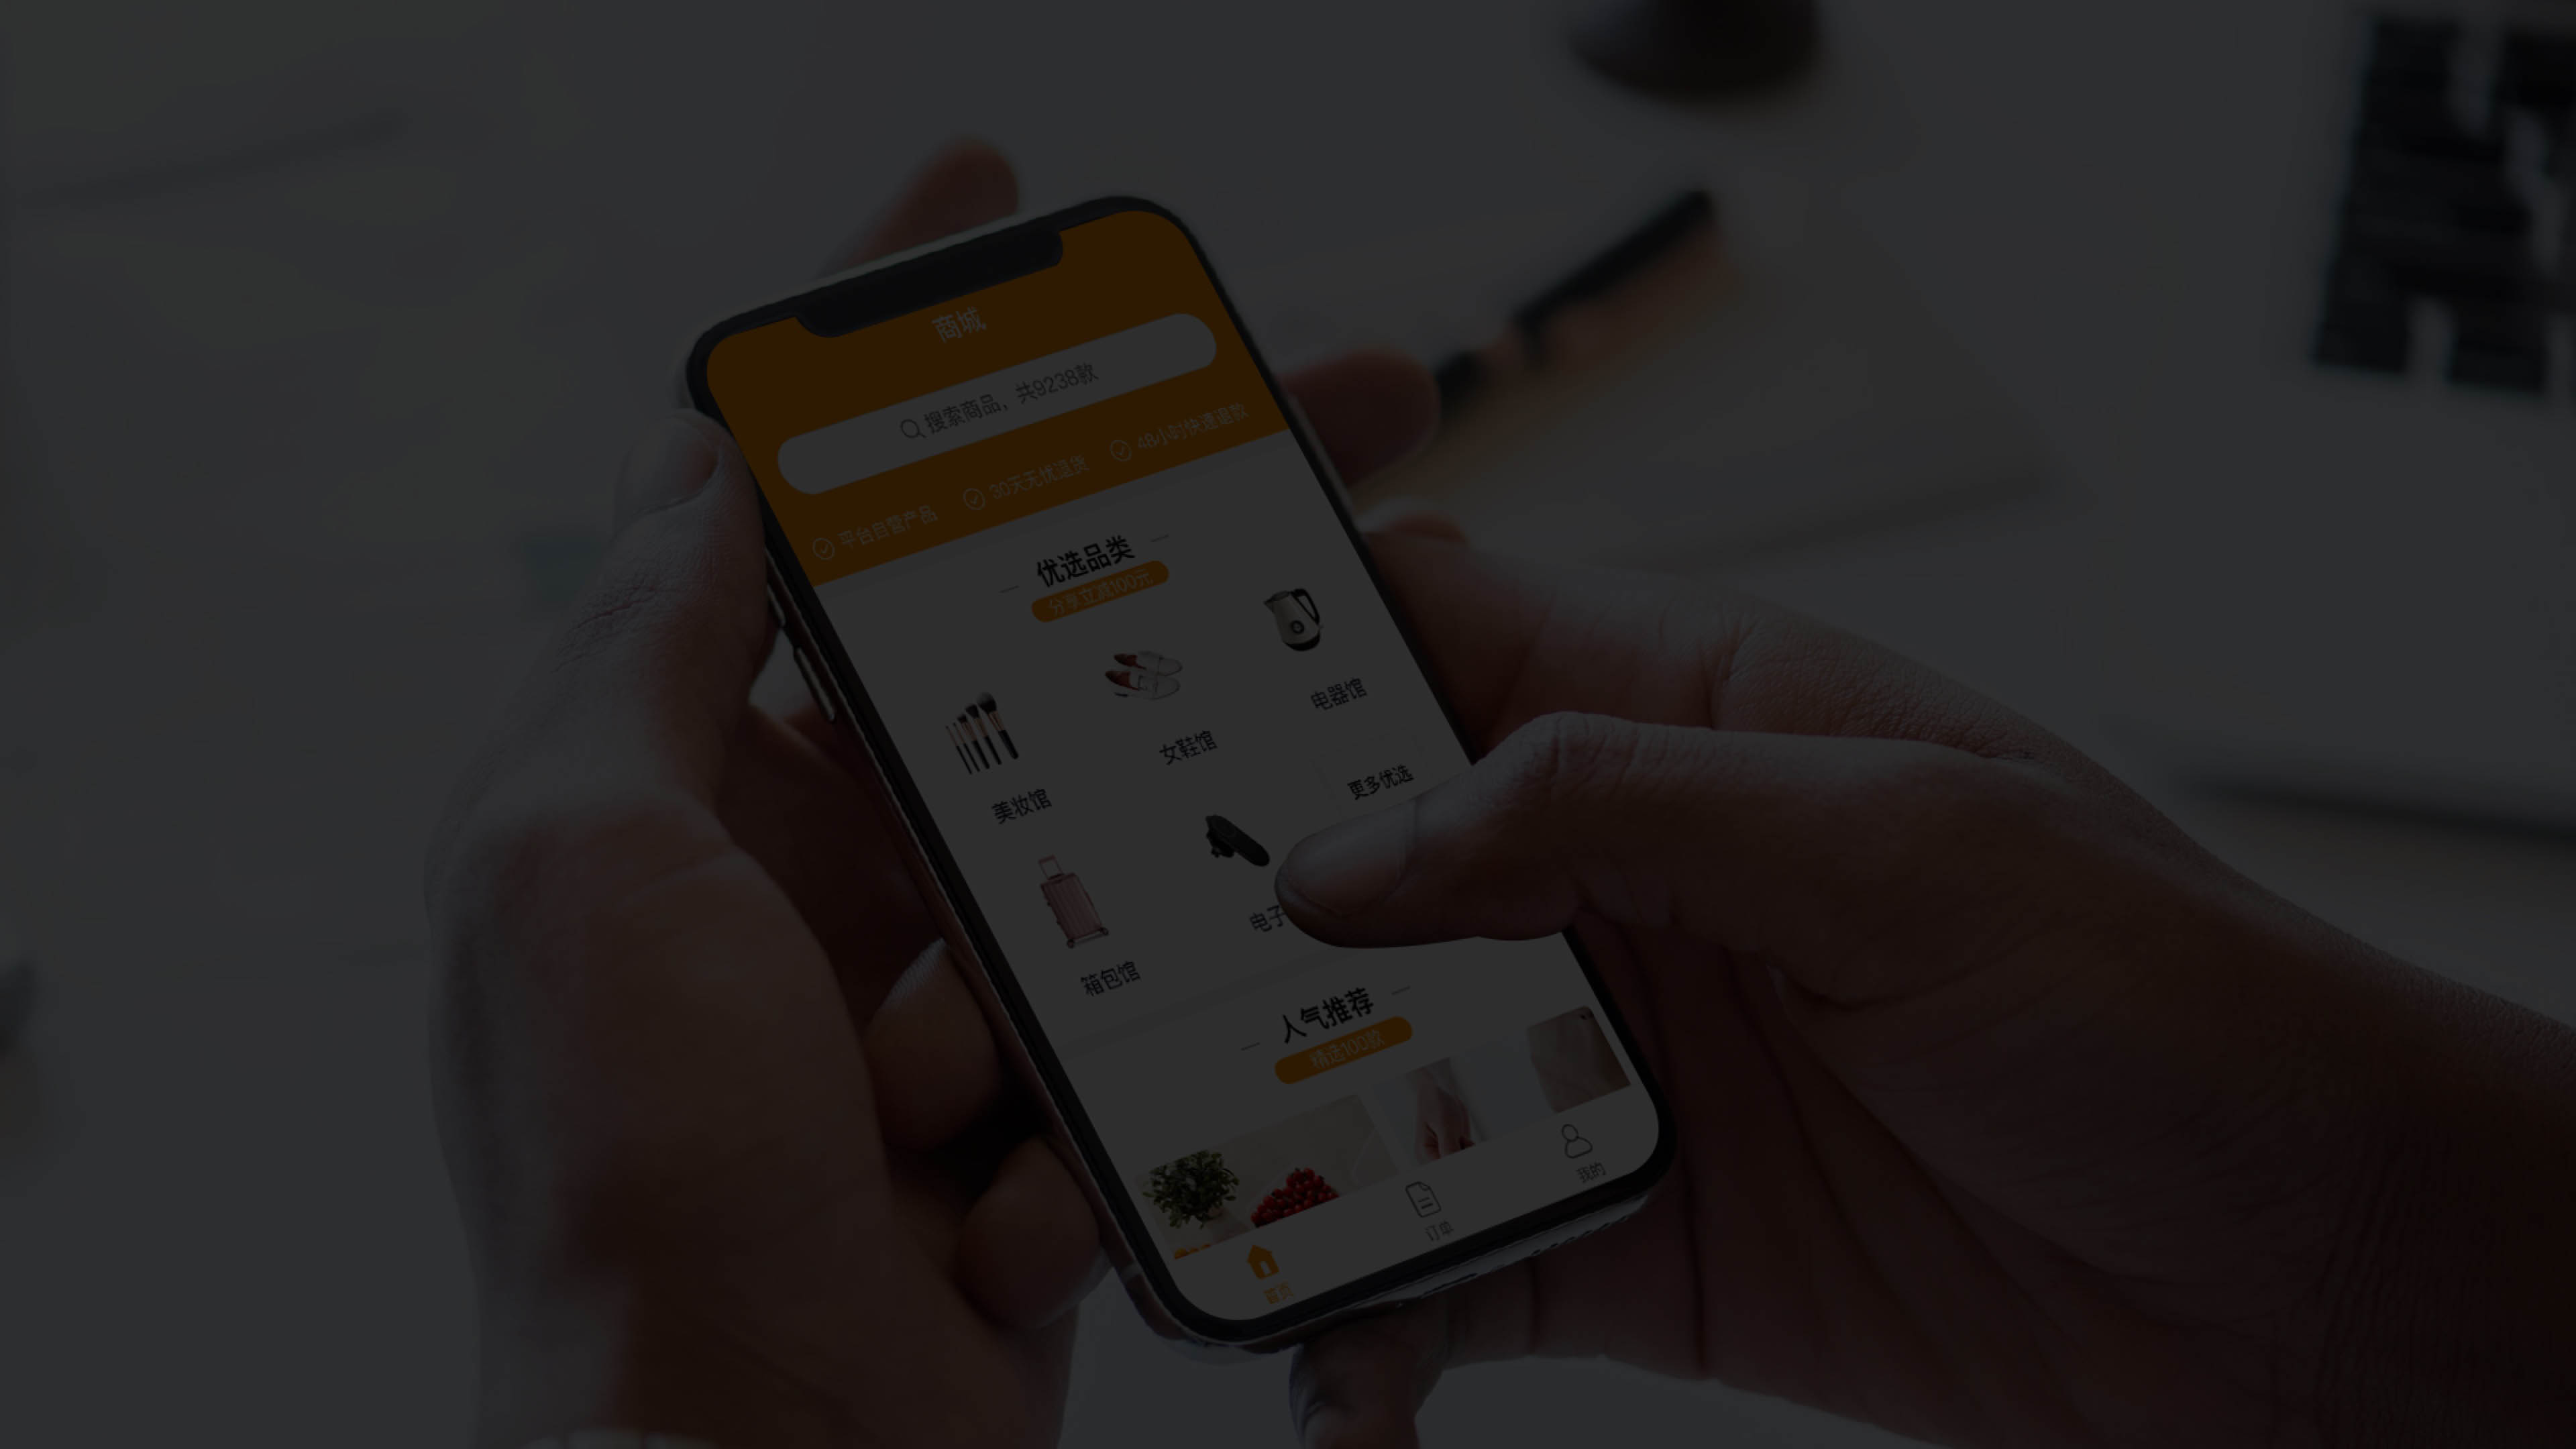 商城
搜索商品，共9238款
平台自营产品 30天无忧退货 48小时快速退款
优选品类
分享立减100元
美妆馆 女鞋馆 电器馆
箱包馆 电子 更多优选
人气推荐
精选100款
首页 订单 我的